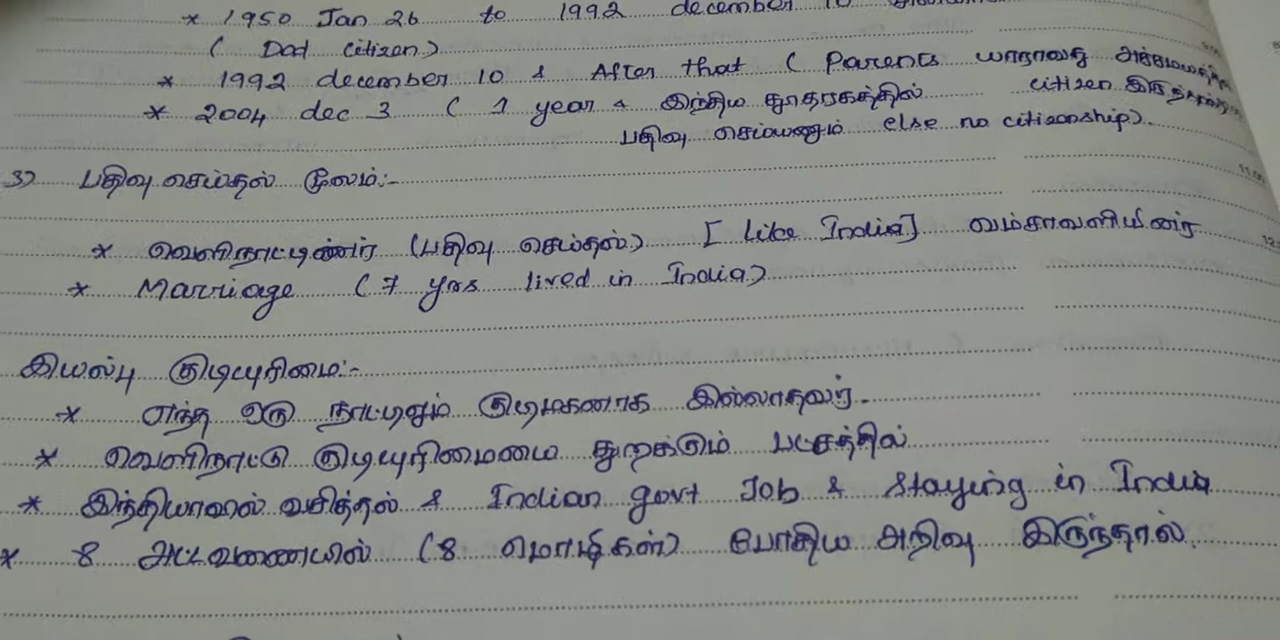 * 1950 Jan 26 to 1992 december 10
( Dad citizen )
* 1992 december 10 & After that ( Parents யாராவது
* 2004 dec 3 ( 1 year & இந்திய தூதரகத்தில் citizen இருந்தால்
பதிவு செய்யணும் else no citizenship).
3) பதிவு செய்தல் மூலம்:-
* வெளிநாட்டினர் (பதிவு செய்தல்) [ like India] வம்சாவளியினர்
* Marriage ( 7 yrs lived in India)
இயல்பு குடியுரிமை:-
* எந்த ஒரு நாட்டிலும் குடிமகனாக இல்லாதவர்.
* வெளிநாட்டு குடியுரிமையை துறக்கும் பட்சத்தில்
* இந்தியாவில் வசித்தல் & Indian govt Job & staying in India
* 8 அட்டவணையில் (8 மொழிகள்) போதிய அறிவு இருந்தால்.